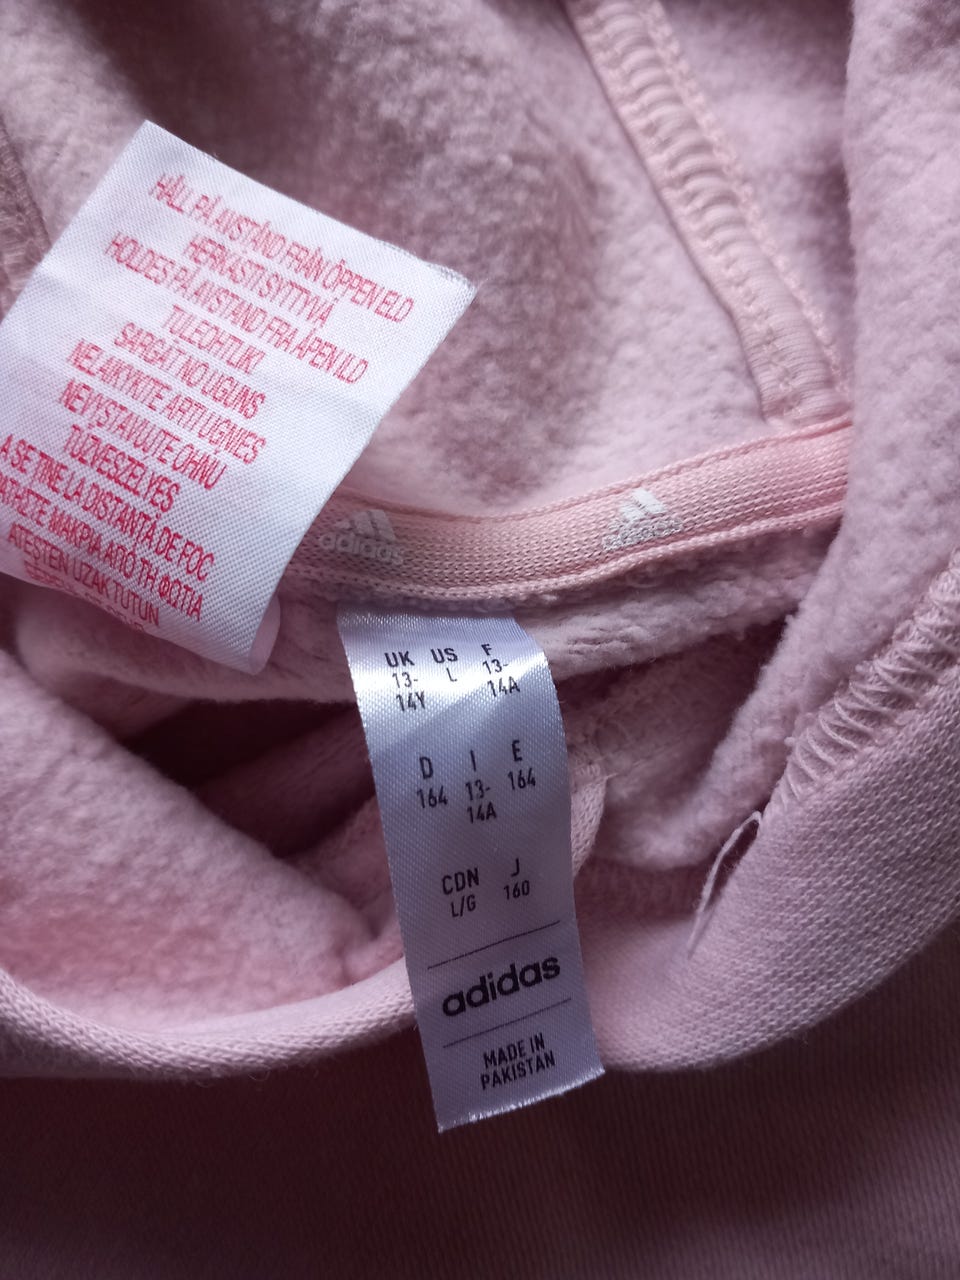 HÅLL PÅ AVSTÅND FRÅN ÖPPEN ELD
HERKÄSTI SYTTYVÄ
HOLDES PÅ AVSTAND FRA ÅPEN ILD
TULEOHTLIK!
SARGĀT NO UGUNS
NELAIKYKITE ARTI UGNIES
NEVYSTAVUJTE OHNU
TŰZVESZÉLYES
A SE ȚINE LA DISTANȚĂ DE FOC
ΜΑΚΡΙΑ ΑΠΟ ΤΗ ΦΩΤΙΑ
ATEŞTEN UZAK TUTUN
adidas
UK US F
13- L 13-
14Y 14A
D I E
164 13- 164
14A
CDN J
L/G 160
adidas
MADE IN
PAKISTAN